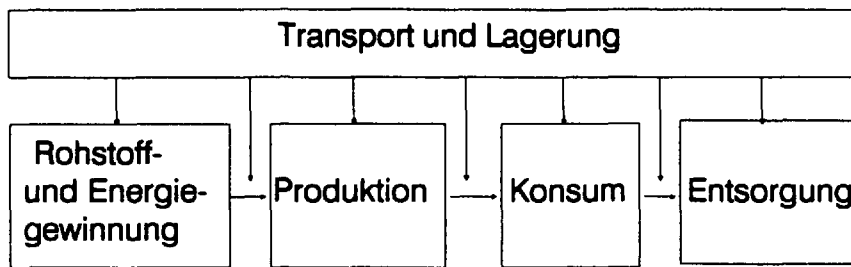 Transport und Lagerung
Rohstoff-
und Energie-
gewinnung
Produktion
Konsum
Entsorgung